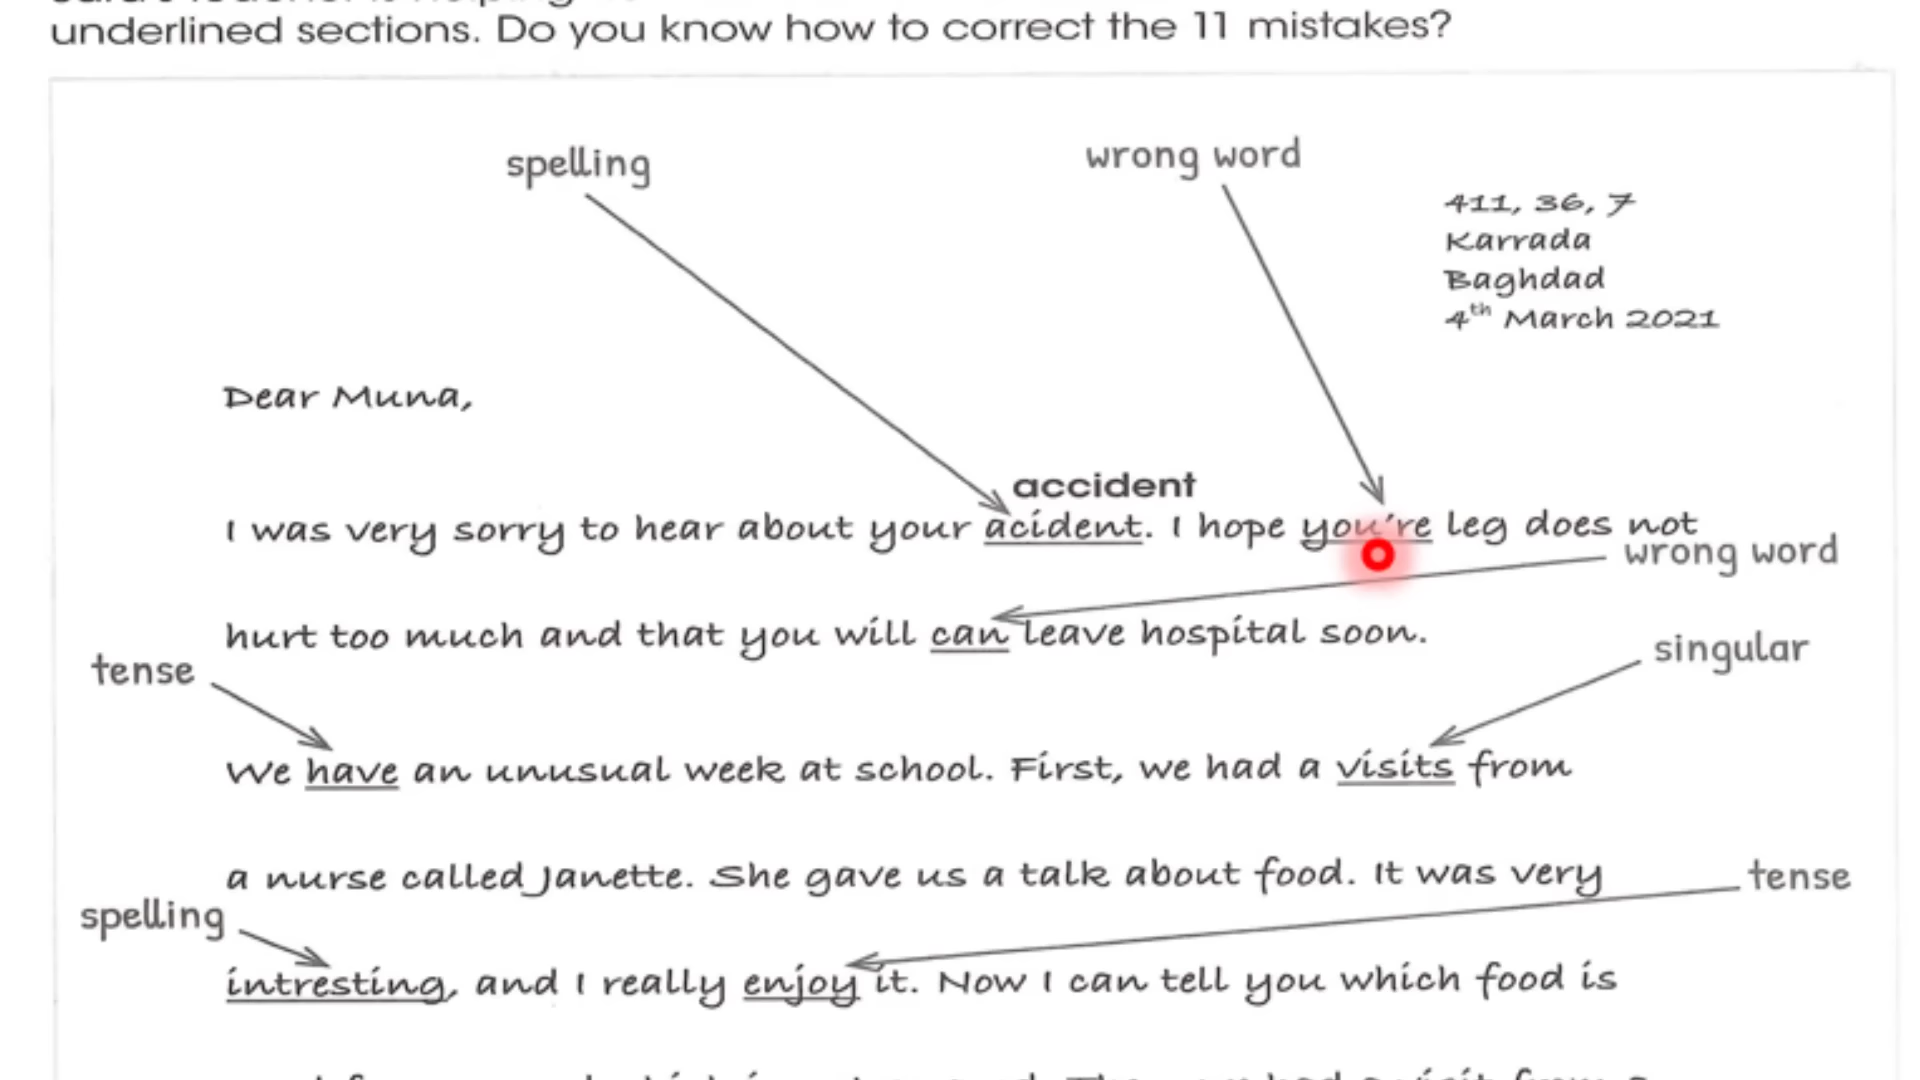 underlined sections. Do you know how to correct the 11 mistakes?
spelling
wrong word
411, 36, 7
Karrada
Baghdad
4th March 2021
Dear Muna,
accident
I was very sorry to hear about your acident. I hope you're leg does not
wrong word
hurt too much and that you will can leave hospital soon.
singular
tense
We have an unusual week at school. First, we had a visits from
a nurse called Janette. She gave us a talk about food. It was very
tense
spelling
intresting, and I really enjoy it. Now I can tell you which food is